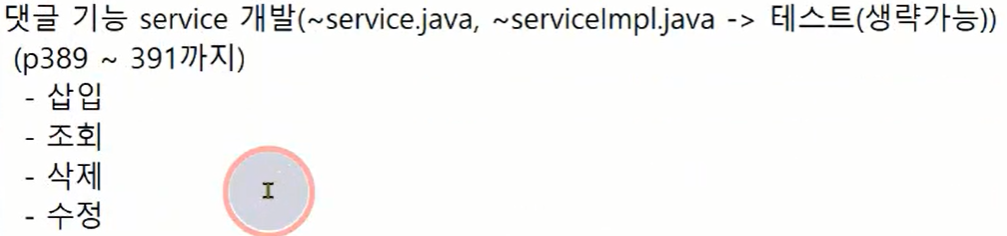 댓글 기능 service 개발(~service.java, ~serviceImpl.java -> 테스트(생략가능))
(p389 ~ 391까지)
- 삽입
- 조회
- 삭제
- 수정